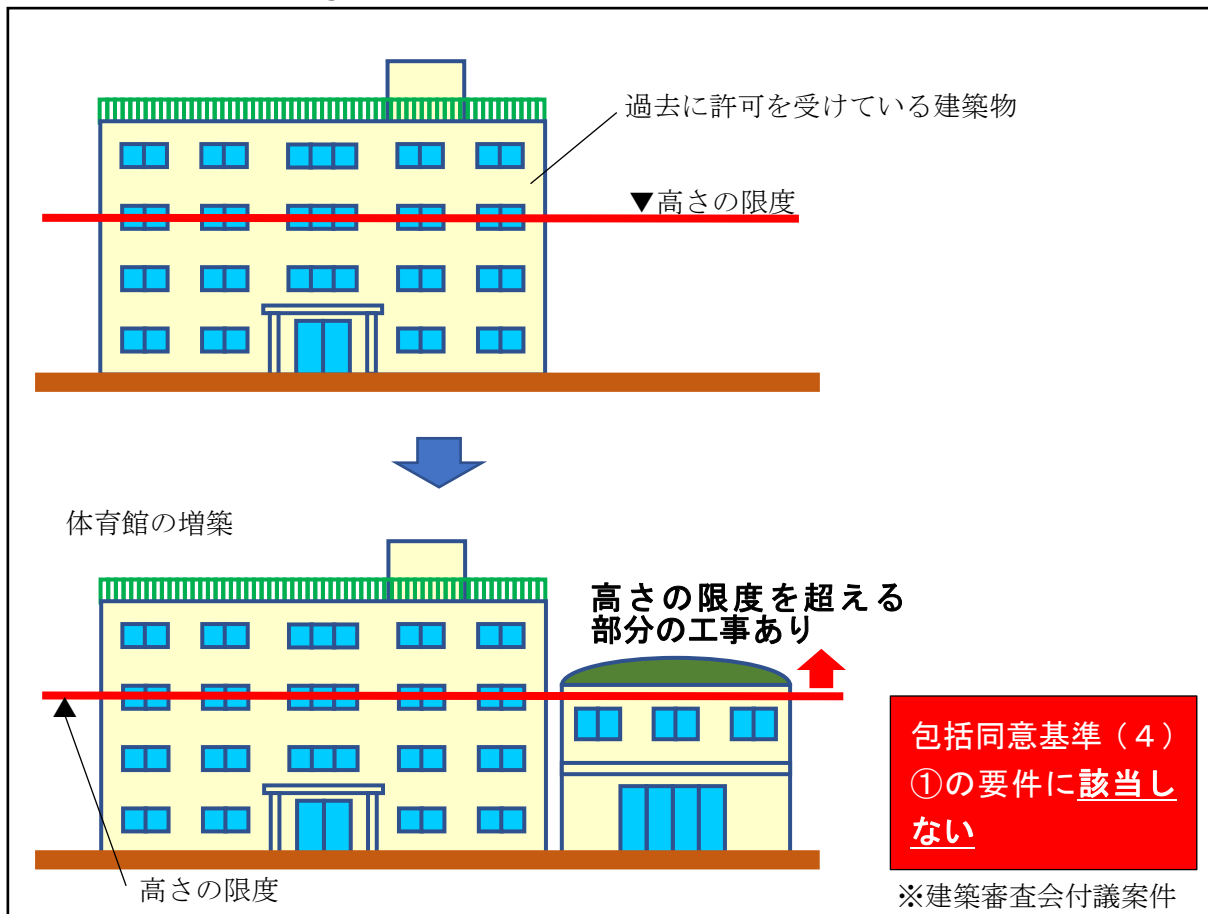 過去に許可を受けている建築物
▼高さの限度
体育館の増築
高さの限度を超える
部分の工事あり
包括同意基準（４）
①の要件に該当し
ない
高さの限度
※建築審査会付議案件